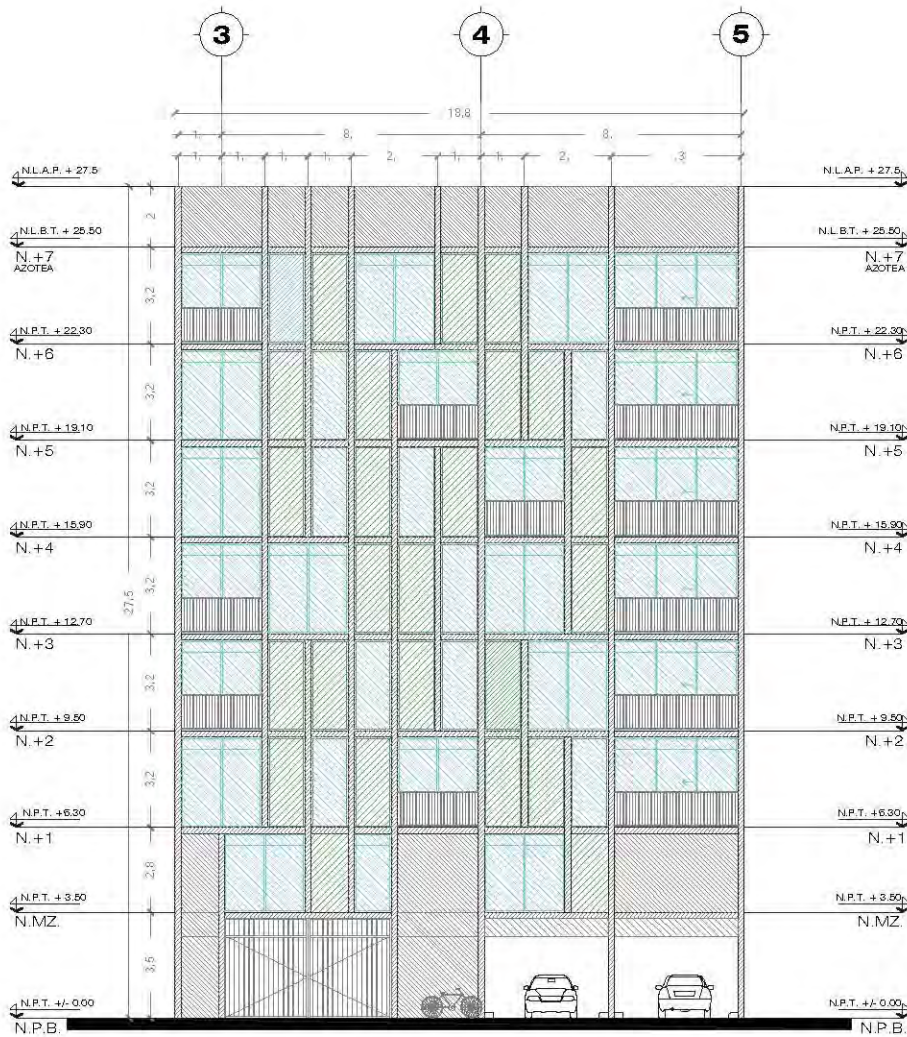 3 4 5
18,8
1, 8, 8,
1, 1, 1, 1, 2, 1, 1, 2, ,3
N.L.A.P. + 27.5 N.L.A.P. + 27.5
2
N.L.B.T. + 25.50 N.L.B.T. + 25.50
N.+7 N.+7
AZOTEA AZOTEA
3,2
N.P.T. + 22.30 N.P.T. + 22.30
N.+6 N.+6
3,2
N.P.T. + 19.10 N.P.T. + 19.10
N.+5 N.+5
3,2
N.P.T. + 15.90 N.P.T. + 15.90
N.+4 N.+4
27,5 3,2
N.P.T. + 12.70 N.P.T. + 12.70
N.+3 N.+3
3,2
N.P.T. + 9.50 N.P.T. + 9.50
N.+2 N.+2
3,2
N.P.T. +6.30 N.P.T. +6.30
N.+1 N.+1
2,8
N.P.T. + 3.50 N.P.T. + 3.50
N.MZ. N.MZ.
3,5
N.P.T. +/- 0.00 N.P.T. +/- 0.00
N.P.B. N.P.B.